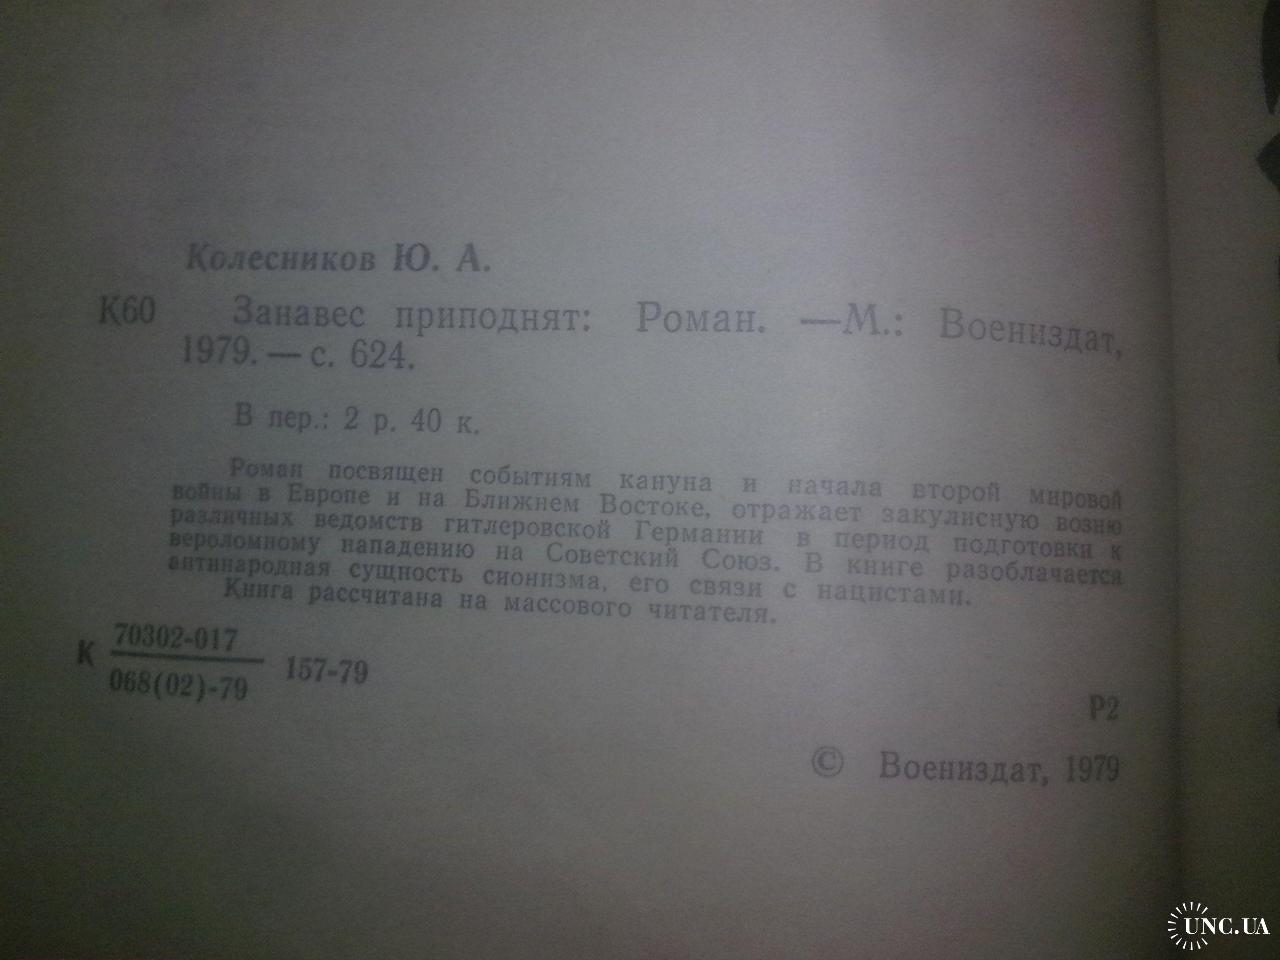 Колесников Ю. А.
К60 Занавес приподнят: Роман. —М.: Воениздат,
1979. — с. 624.
В пер.: 2 р. 40 к.
Роман посвящен событиям кануна и начала второй мировой
войны в Европе и на Ближнем Востоке, отражает закулисную возню
различных ведомств гитлеровской Германии в период подготовки к
вероломному нападению на Советский Союз. В книге разоблачается
антинародная сущность сионизма, его связи с нацистами.
Книга рассчитана на массового читателя.
70302-017
К 157-79
068(02)-79
Р2
© Воениздат, 1979
UNC.UA